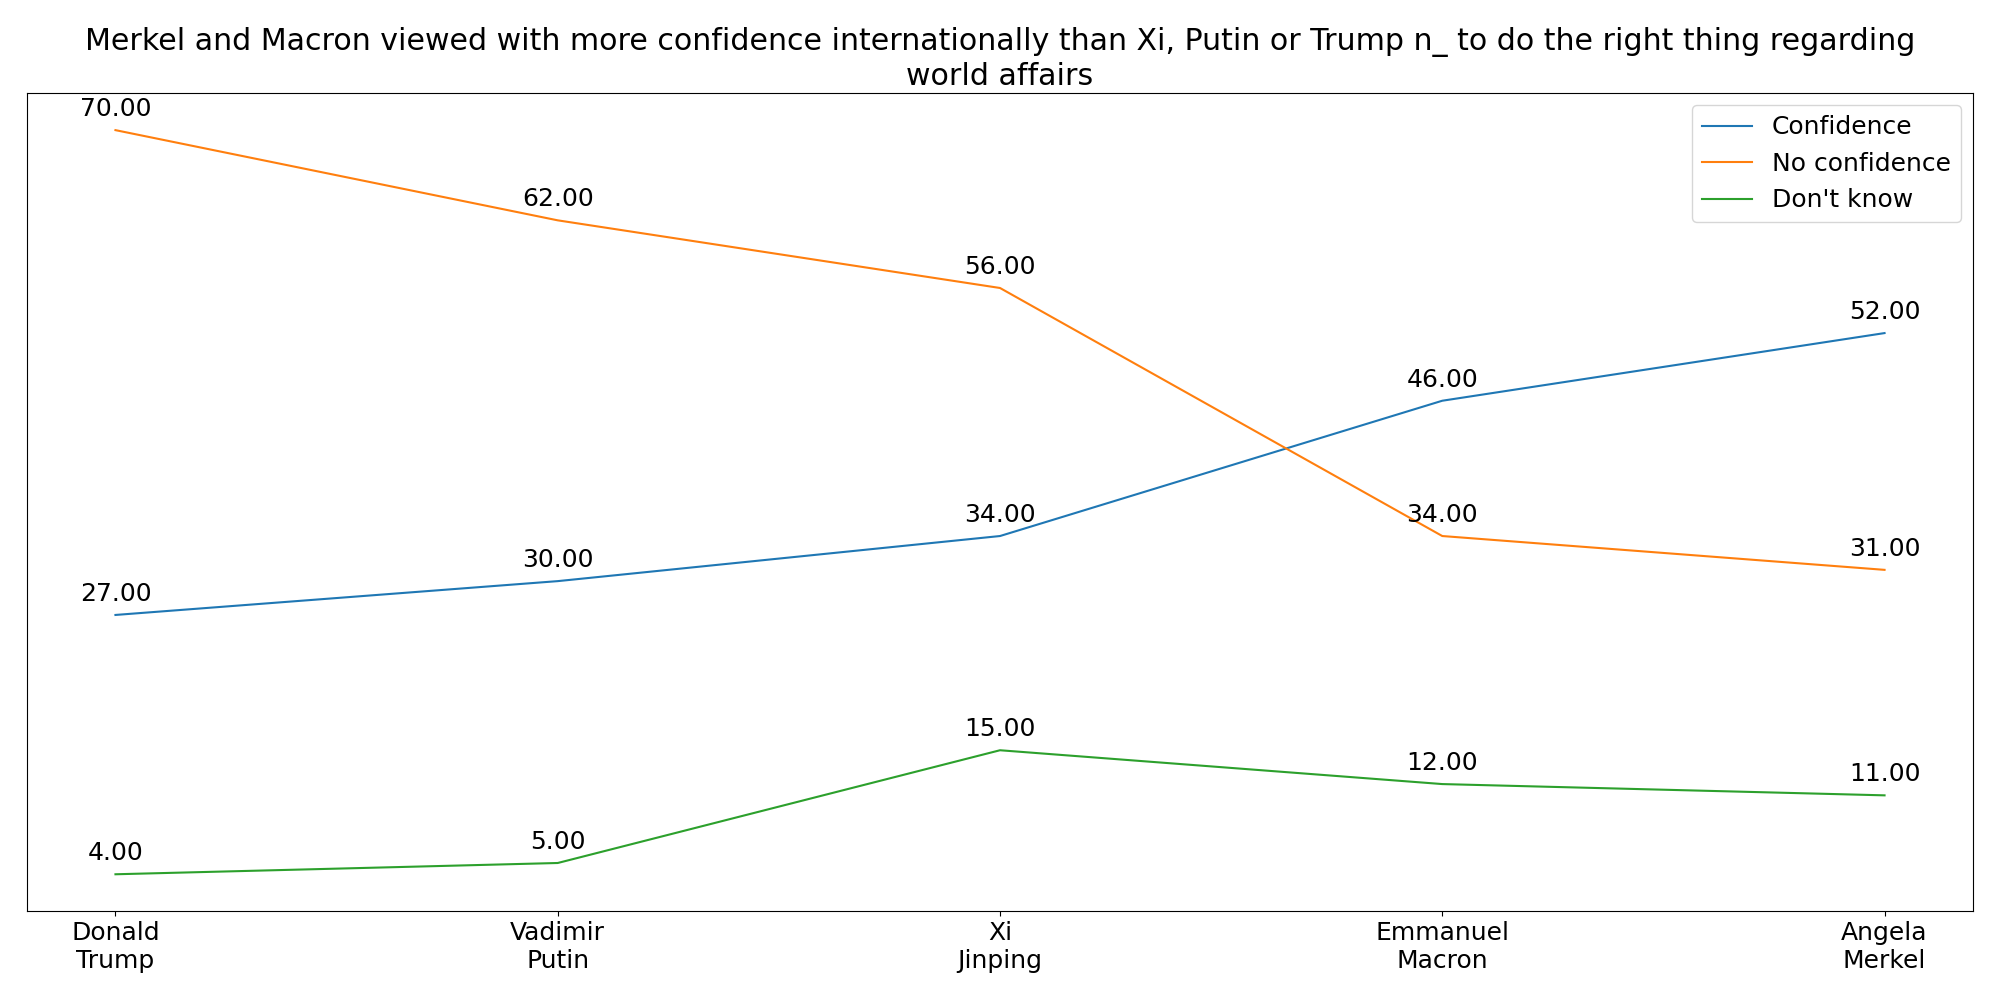 Merkel and Macron viewed with more confidence internationally than Xi, Putin or Trump n_ to do the right thing regarding
world affairs
Confidence
No confidence
Don't know
70.00
62.00
56.00
34.00
31.00
27.00
30.00
34.00
46.00
52.00
4.00
5.00
15.00
12.00
11.00
Donald
Trump
Vadimir
Putin
Xi
Jinping
Emmanuel
Macron
Angela
Merkel